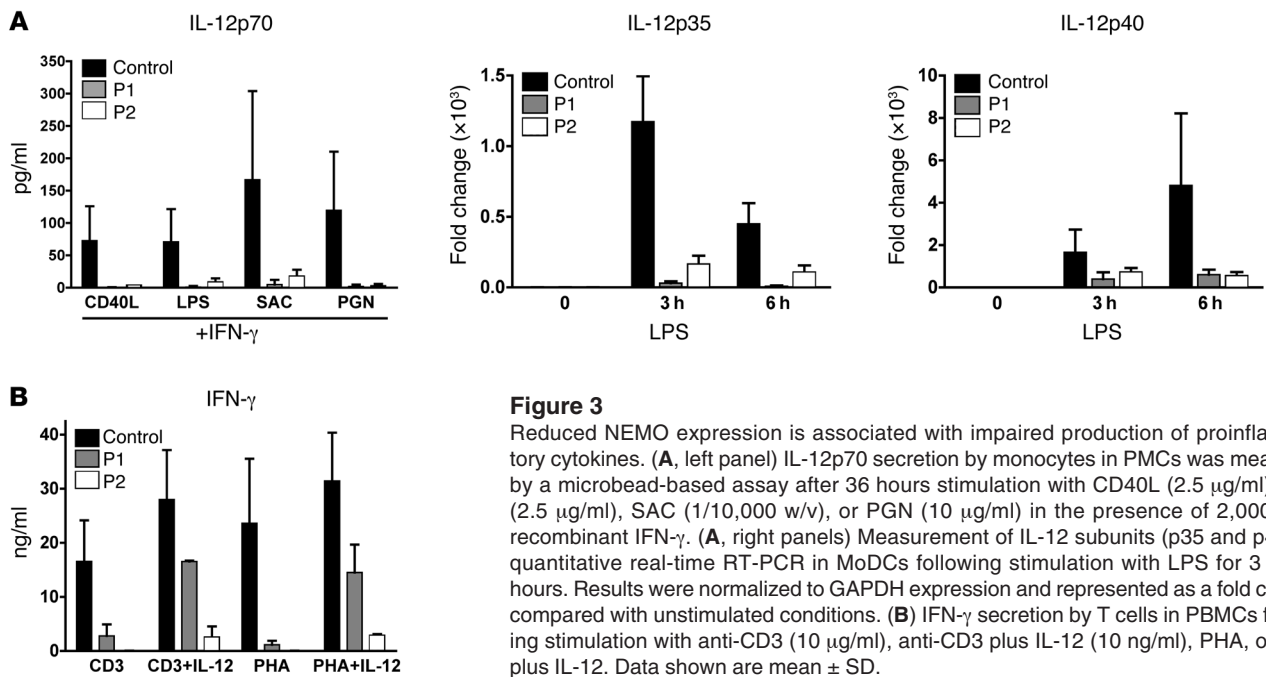 A
IL-12p70
350
300
250
200
150
100
50
0
pg/ml
Control
P1
P2
CD40L LPS SAC PGN
+IFN-γ
IL-12p35
1.5
1.0
0.5
0.0
Fold change (×10³)
Control
P1
P2
0 3 h 6 h
LPS
IL-12p40
10
8
6
4
2
0
Fold change (×10³)
Control
P1
P2
0 3 h 6 h
LPS
B
IFN-γ
40
30
20
10
0
ng/ml
Control
P1
P2
CD3 CD3+IL-12 PHA PHA+IL-12
Figure 3
Reduced NEMO expression is associated with impaired production of proinfla
tory cytokines. (A, left panel) IL-12p70 secretion by monocytes in PMCs was mea
by a microbead-based assay after 36 hours stimulation with CD40L (2.5 μg/ml)
(2.5 μg/ml), SAC (1/10,000 w/v), or PGN (10 μg/ml) in the presence of 2,000
recombinant IFN-γ. (A, right panels) Measurement of IL-12 subunits (p35 and p4
quantitative real-time RT-PCR in MoDCs following stimulation with LPS for 3
hours. Results were normalized to GAPDH expression and represented as a fold c
compared with unstimulated conditions. (B) IFN-γ secretion by T cells in PBMCs f
ing stimulation with anti-CD3 (10 μg/ml), anti-CD3 plus IL-12 (10 ng/ml), PHA, o
plus IL-12. Data shown are mean ± SD.